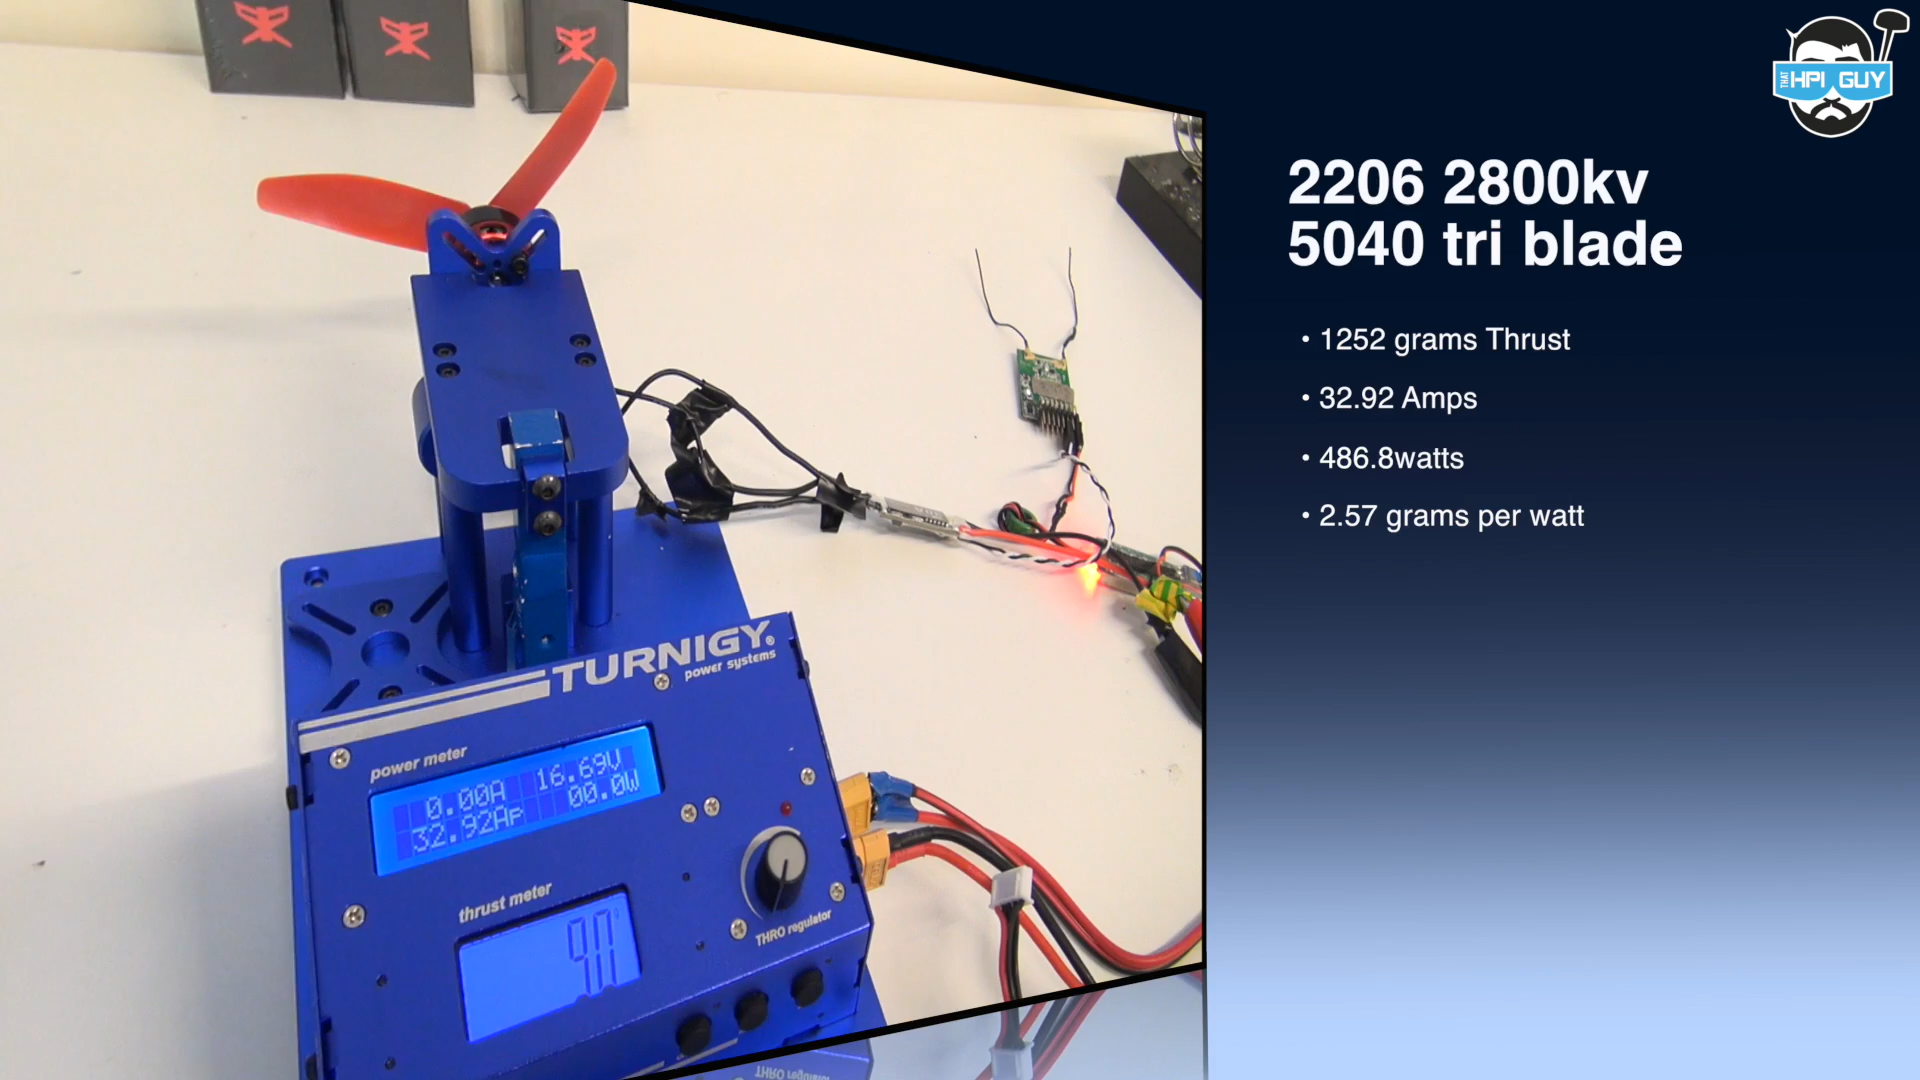 THAT HPI GUY
2206 2800kv
5040 tri blade
• 1252 grams Thrust
• 32.92 Amps
• 486.8watts
• 2.57 grams per watt
TURNIGY®
power systems
power meter
0.00A 16.69V
32.92Ap 00.0W
thrust meter
THRO regulator